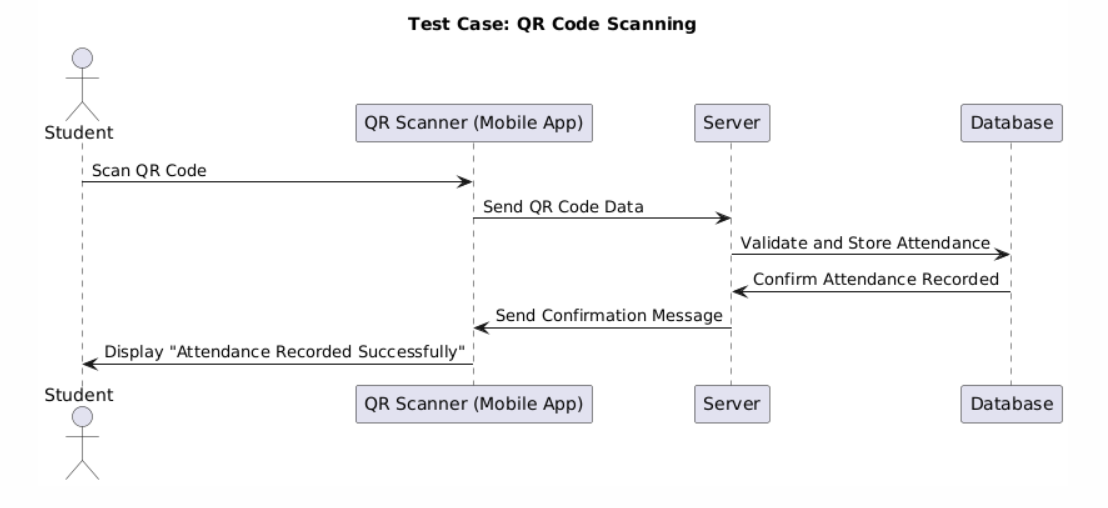 Test Case: QR Code Scanning
Student
QR Scanner (Mobile App)
Server
Database
Scan QR Code
Send QR Code Data
Validate and Store Attendance
Confirm Attendance Recorded
Send Confirmation Message
Display "Attendance Recorded Successfully"
Student
QR Scanner (Mobile App)
Server
Database